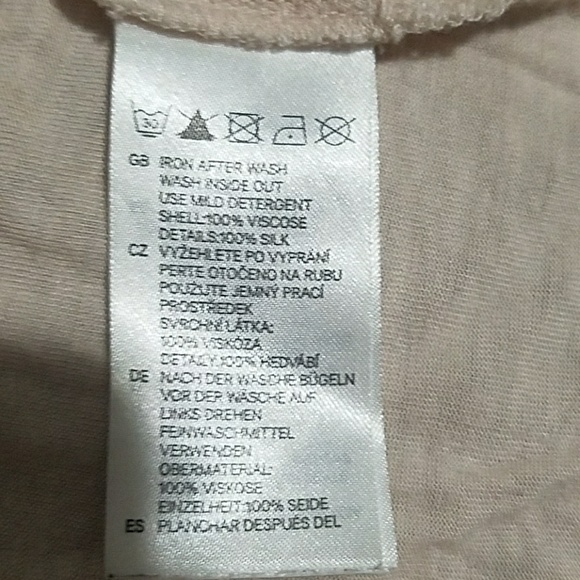 30
GB IRON AFTER WASH
WASH INSIDE OUT
USE MILD DETERGENT
SHELL:100% VISCOSE
DETAILS:100% SILK
CZ VYŽEHLETE PO VYPRÁNÍ
PERTE OTOČENO NA RUBU
POUŽIJTE JEMNÝ PRACÍ
PROSTŘEDEK
SVRCHNÍ LÁTKA:
100% VISKÓZA
DETAILY:100% HEDVÁBÍ
DE NACH DER WÄSCHE BÜGELN
VOR DER WÄSCHE AUF
LINKS DREHEN
FEINWASCHMITTEL
VERWENDEN
OBERMATERIAL:
100% VISKOSE
EINZELHEIT:100% SEIDE
ES PLANCHAR DESPUÉS DEL